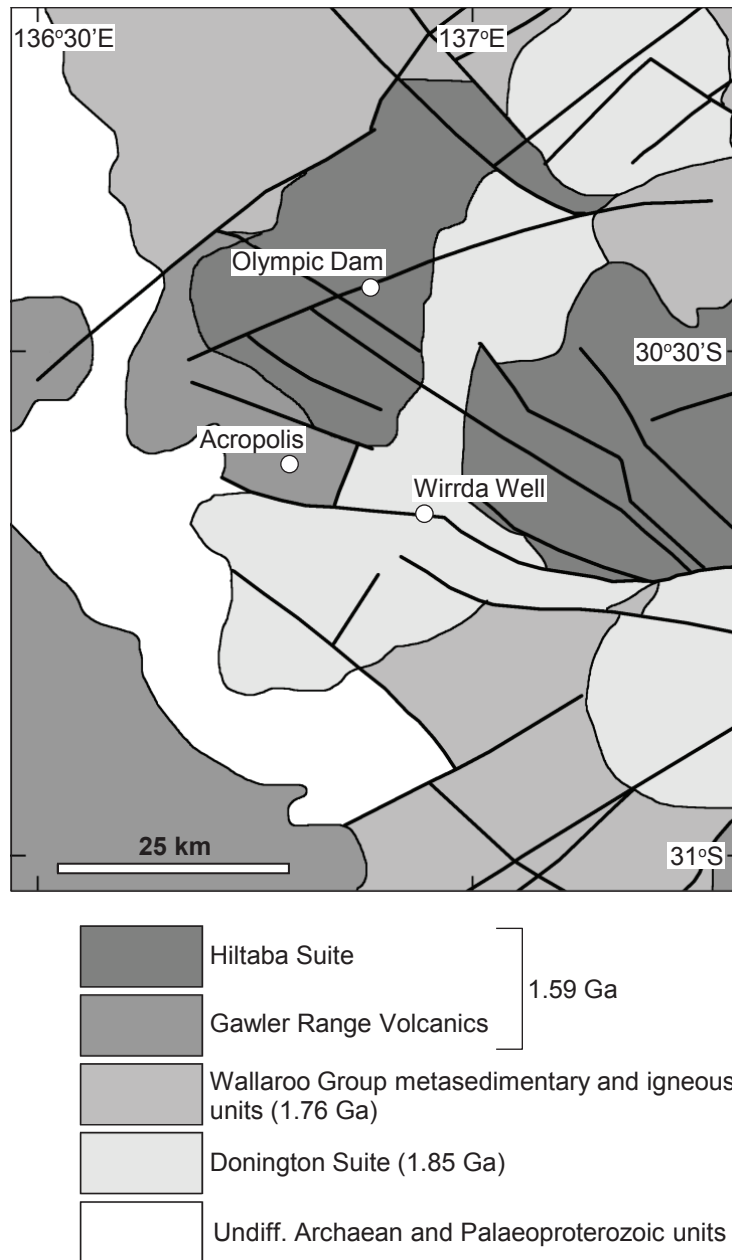 136°30'E
137°E
Olympic Dam
30°30'S
Acropolis
Wirrda Well
25 km
31°S
Hiltaba Suite
1.59 Ga
Gawler Range Volcanics
Wallaroo Group metasedimentary and igneous
units (1.76 Ga)
Donington Suite (1.85 Ga)
Undiff. Archaean and Palaeoproterozoic units